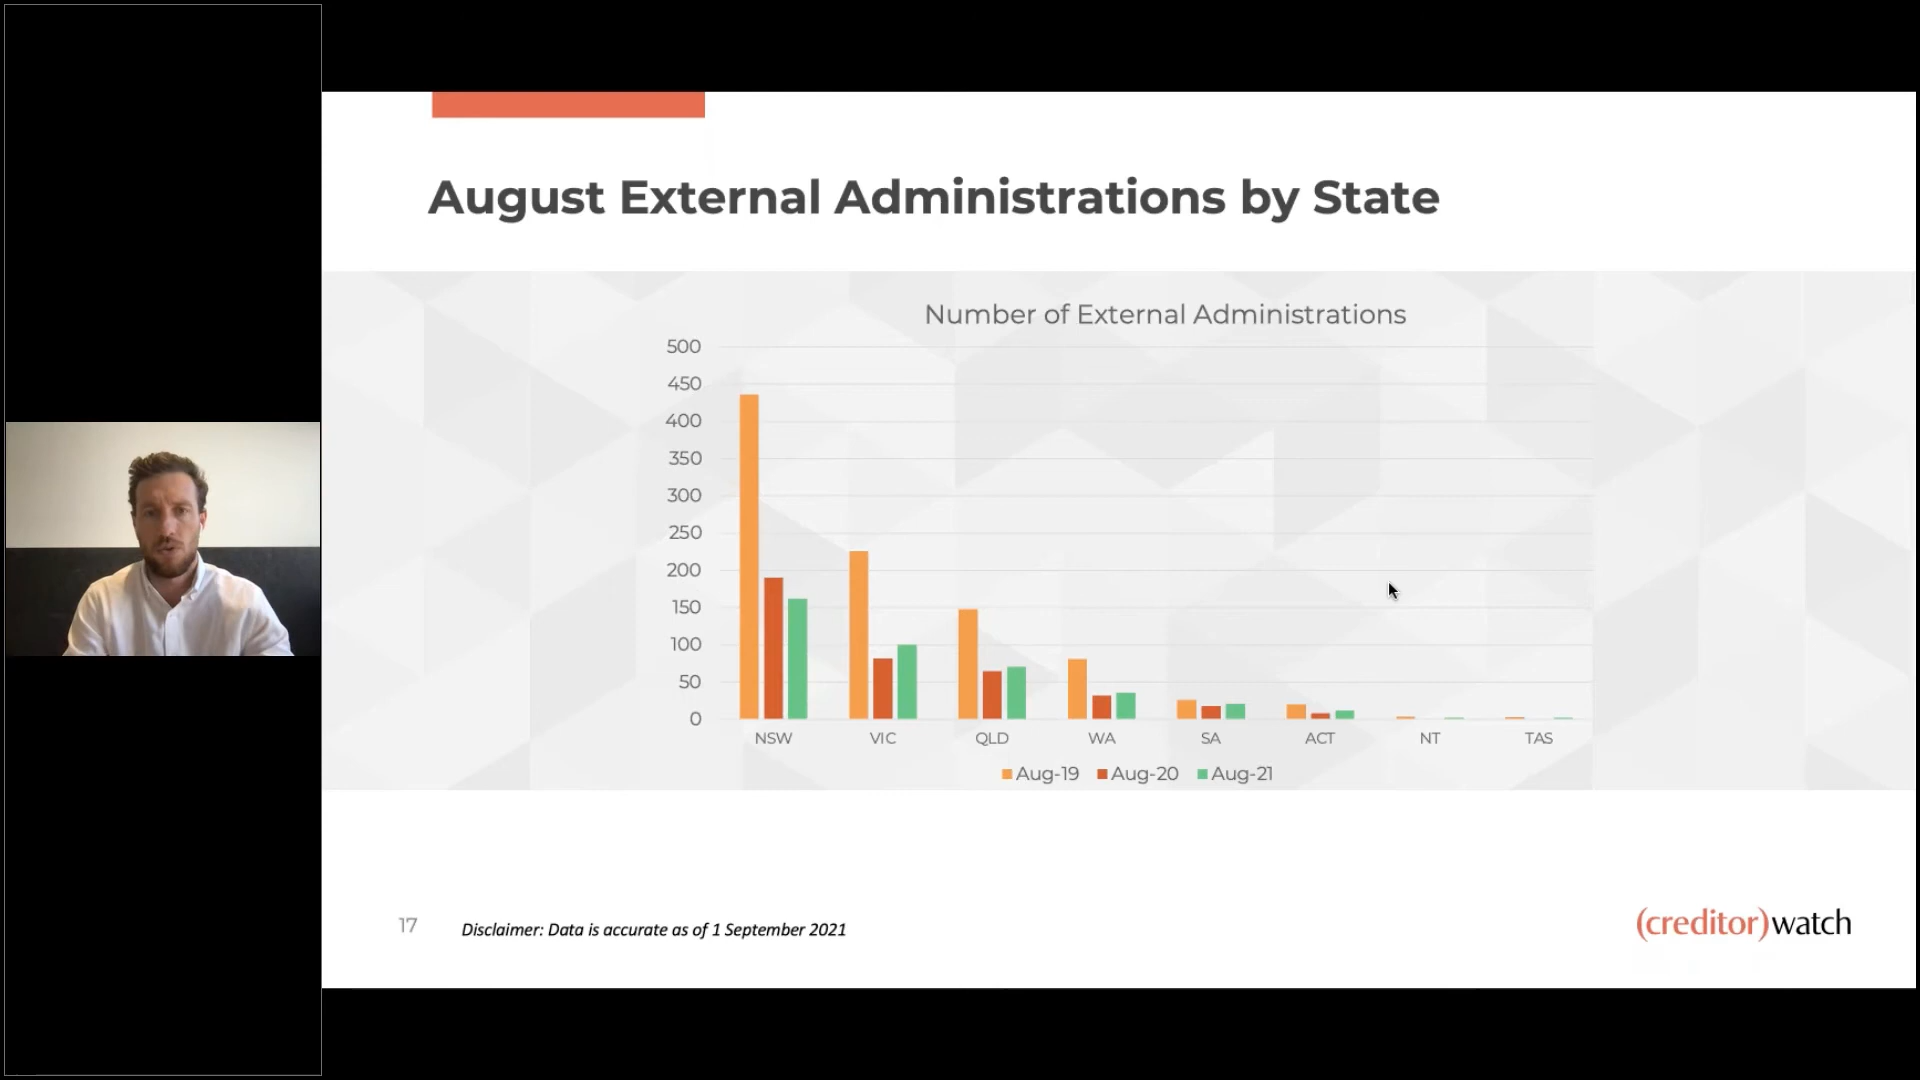 August External Administrations by State
Number of External Administrations
500
450
400
350
300
250
200
150
100
50
0
NSW VIC QLD WA SA ACT NT TAS
Aug-19 Aug-20 Aug-21
17 Disclaimer: Data is accurate as of 1 September 2021
(creditor)watch